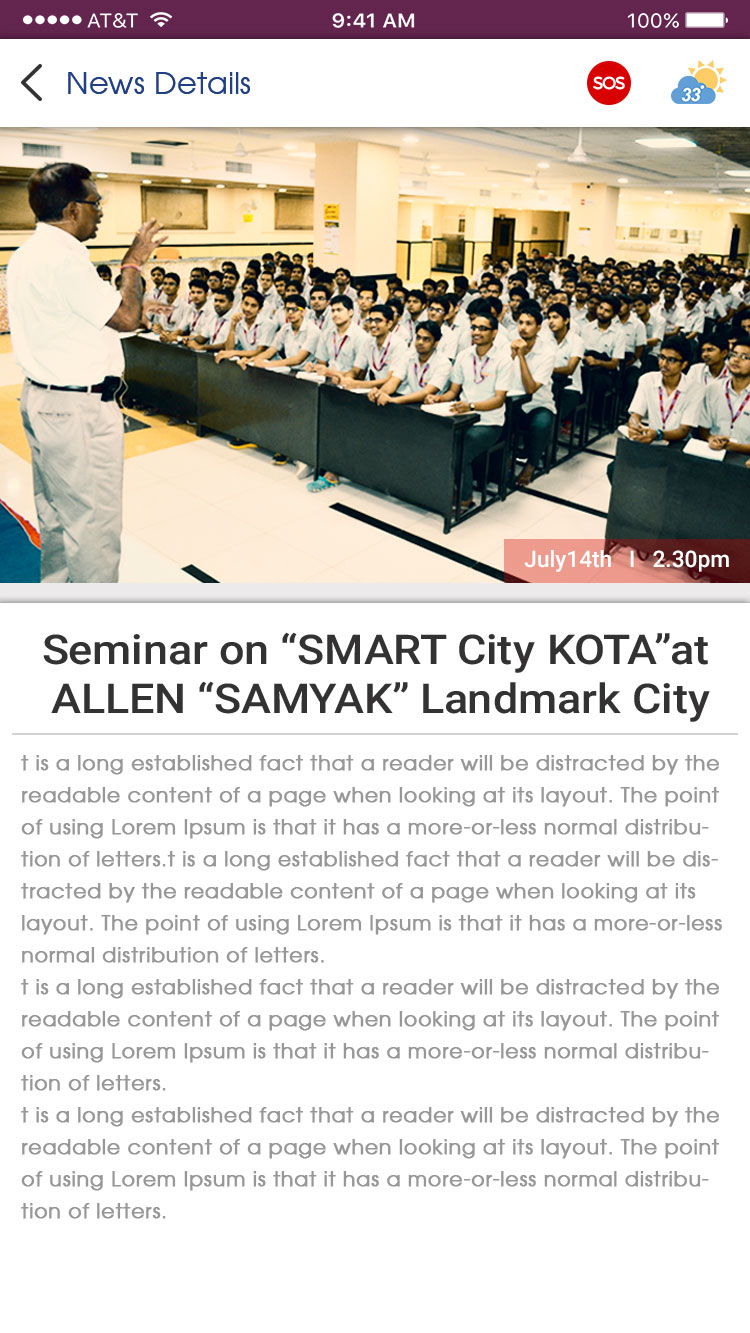 AT&T 9:41 AM 100%
News Details SOS 33°
July14th I 2.30pm
Seminar on “SMART City KOTA”at
ALLEN “SAMYAK” Landmark City
t is a long established fact that a reader will be distracted by the
readable content of a page when looking at its layout. The point
of using Lorem Ipsum is that it has a more-or-less normal distribu-
tion of letters.t is a long established fact that a reader will be dis-
tracted by the readable content of a page when looking at its
layout. The point of using Lorem Ipsum is that it has a more-or-less
normal distribution of letters.
t is a long established fact that a reader will be distracted by the
readable content of a page when looking at its layout. The point
of using Lorem Ipsum is that it has a more-or-less normal distribu-
tion of letters.
t is a long established fact that a reader will be distracted by the
readable content of a page when looking at its layout. The point
of using Lorem Ipsum is that it has a more-or-less normal distribu-
tion of letters.